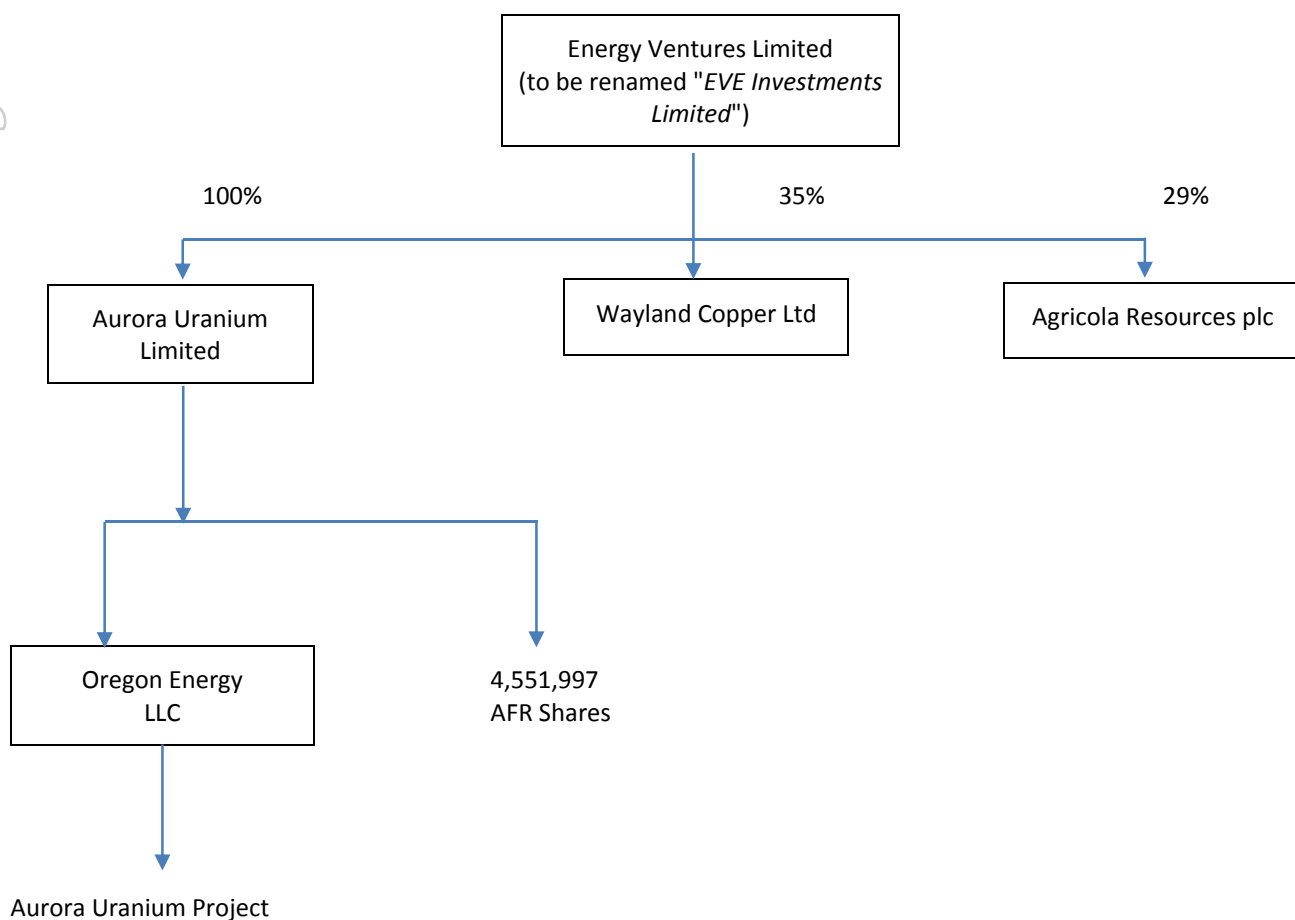 Energy Ventures Limited
(to be renamed "EVE Investments
Limited")
100%
35%
29%
Aurora Uranium
Limited
Wayland Copper Ltd
Agricola Resources plc
Oregon Energy
LLC
4,551,997
AFR Shares
Aurora Uranium Project